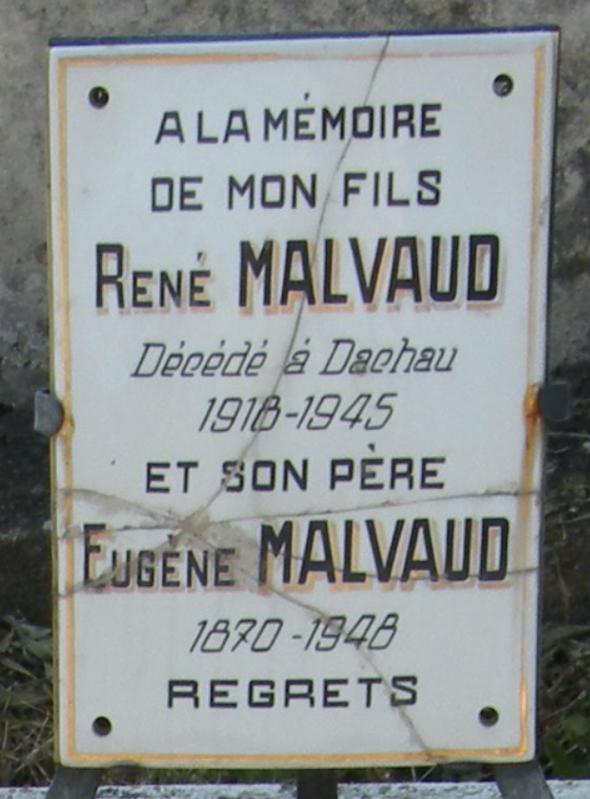 A LA MÉMOIRE
DE MON FILS
RENÉ MALVAUD
Décédé à Dachau
1918-1945
ET SON PÈRE
EUGÈNE MALVAUD
1870-1948
REGRETS